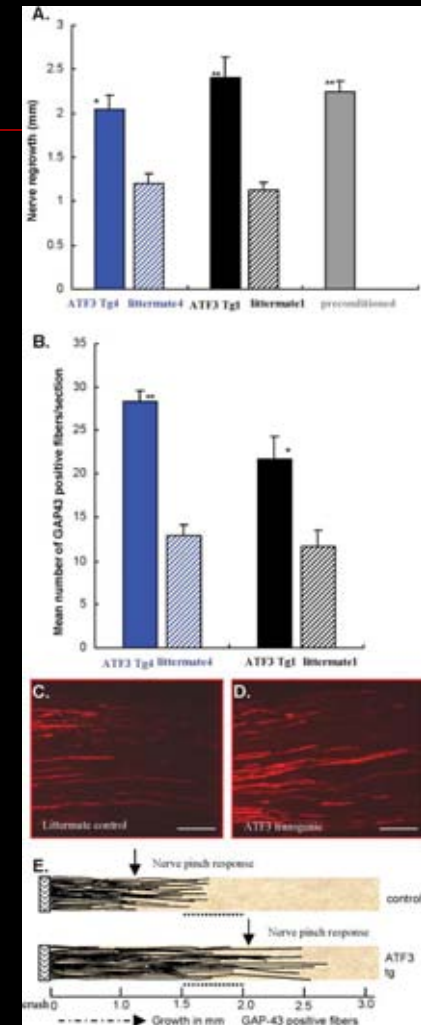 A.
Nerve regrowth (mm)
3
2.5
2
1.5
1
0.5
0
* ** **
ATF3 Tg4 littermate4 ATF3 Tg1 littermate1 preconditioned
B.
Mean number of GAP43 positive fibers/section
35
30
25
20
15
10
5
0
** *
ATF3 Tg4 littermate4 ATF3 Tg1 littermate1
C. D.
Littermate control ATF3 transgenic
E.
Nerve pinch response
control
Nerve pinch response
ATF3
tg
crush 0 1.0 1.5 2.0 2.5 3.0
Growth in mm GAP-43 positive fibers